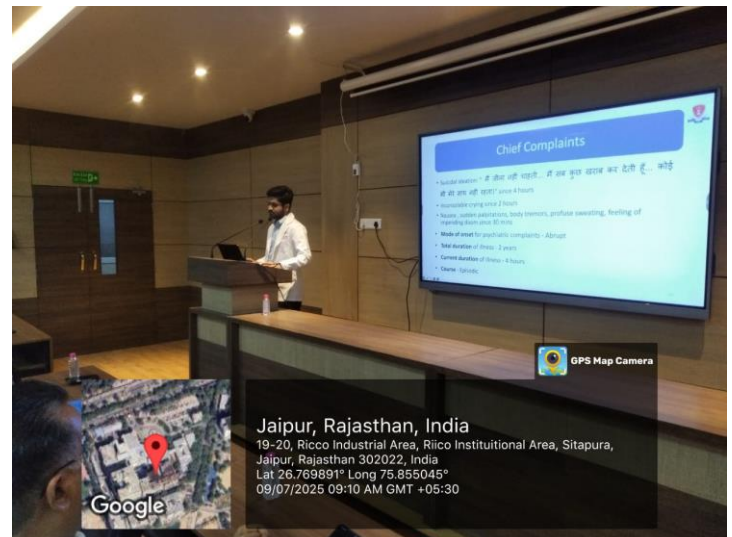 Chief Complaints
• Suicidal ideations " मैं जीना नहीं चाहती... मैं सब कुछ खराब कर देती हूँ... कोई
भी मेरे साथ नहीं रहता)" since 4 hours
• Inconsolable crying since 2 hours
• Nausea, sudden palpitations, body tremors, profuse sweating, feeling of
impending doom since 30 mins
• Mode of onset for psychiatric complaints - Abrupt
• Total duration of illness - 2 years
• Current duration of illness - 4 hours
• Course - Episodic
GPS Map Camera
Jaipur, Rajasthan, India
19-20, Ricco Industrial Area, Riico Instituitional Area, Sitapura,
Jaipur, Rajasthan 302022, India
Lat 26.769891° Long 75.855045°
09/07/2025 09:10 AM GMT +05:30
Google